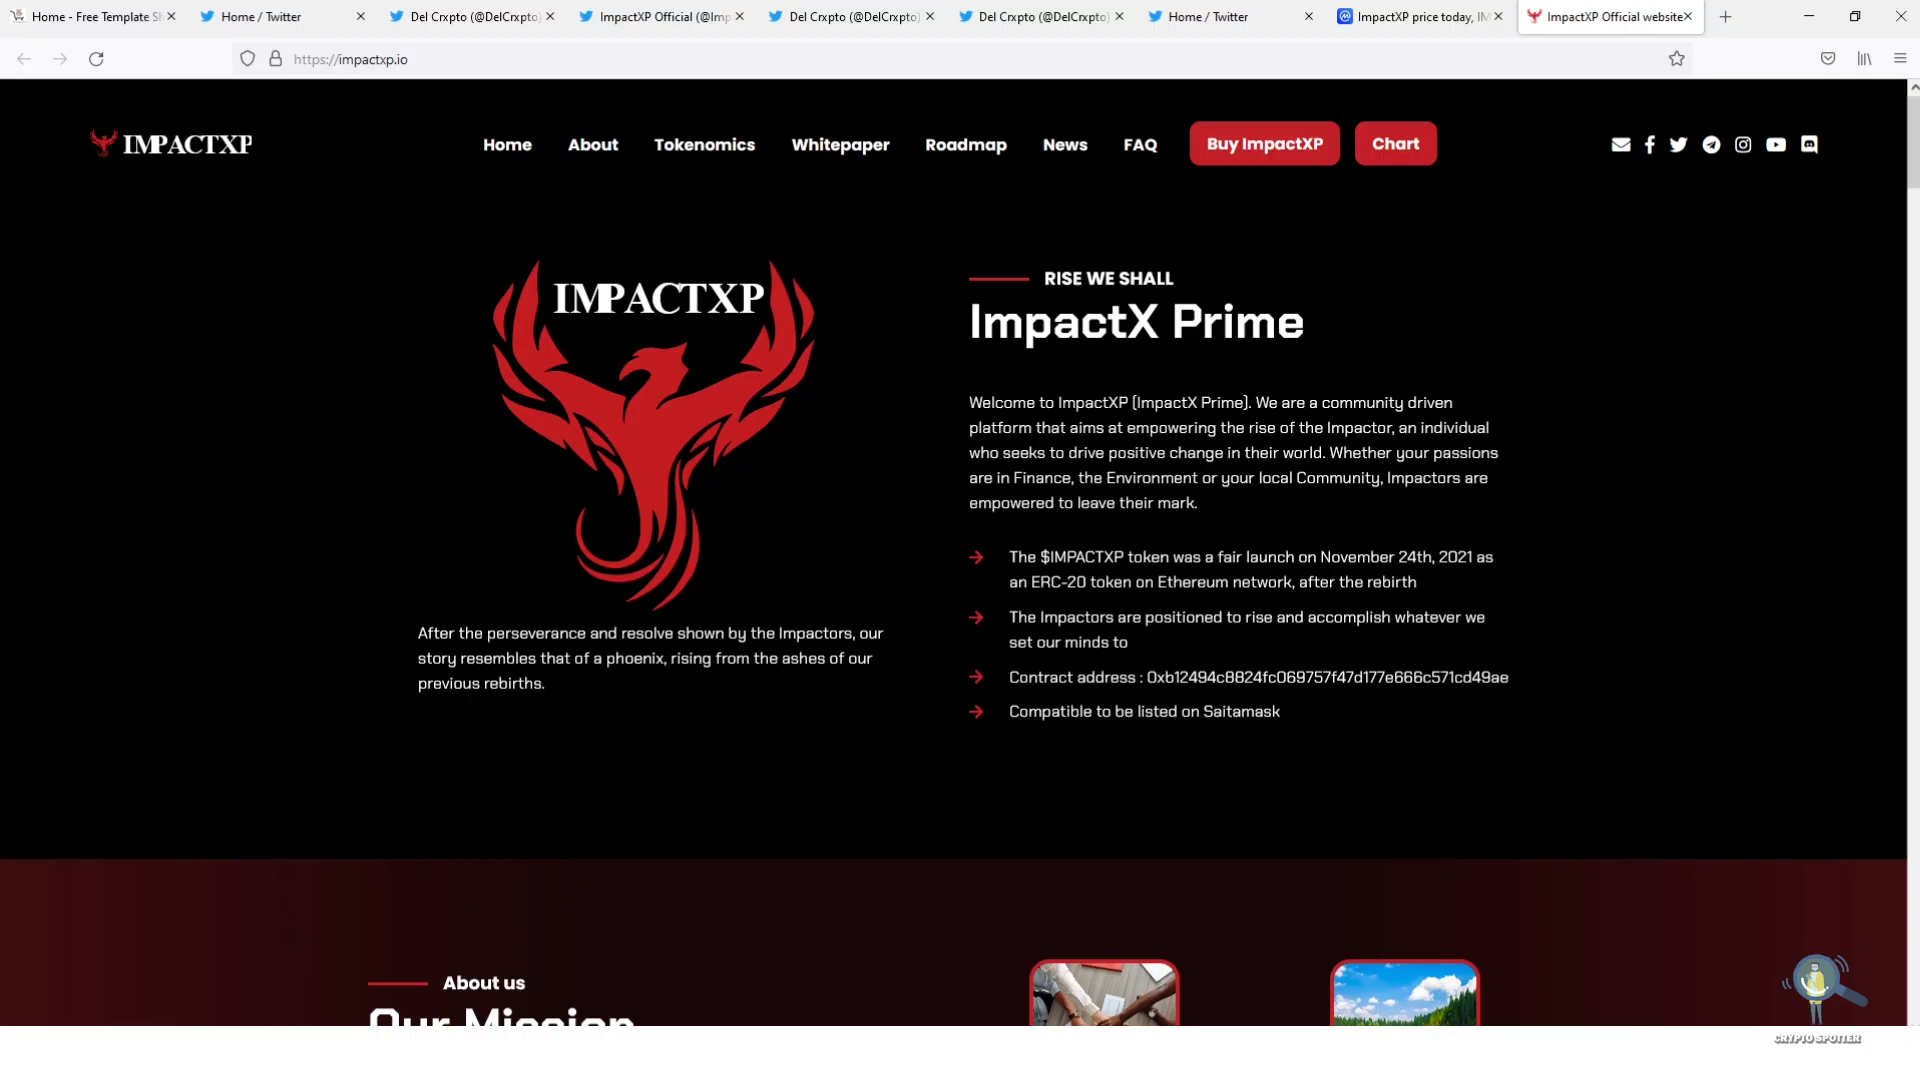 Home - Free Template Sh
Home / Twitter
Del Crxpto (@DelCrxpto)
ImpactXP Official (@Imp
Del Crxpto (@DelCrxpto)
Del Crxpto (@DelCrxpto)
Home / Twitter
ImpactXP price today, IM
ImpactXP Official website
https://impactxp.io
IMPACTXP
Home
About
Tokenomics
Whitepaper
Roadmap
News
FAQ
Buy ImpactXP
Chart
IMPACTXP
After the perseverance and resolve shown by the Impactors, our
story resembles that of a phoenix, rising from the ashes of our
previous rebirths.
RISE WE SHALL
ImpactX Prime
Welcome to ImpactXP (ImpactX Prime). We are a community driven
platform that aims at empowering the rise of the Impactor, an individual
who seeks to drive positive change in their world. Whether your passions
are in Finance, the Environment or your local Community, Impactors are
empowered to leave their mark.
The $IMPACTXP token was a fair launch on November 24th, 2021 as
an ERC-20 token on Ethereum network, after the rebirth
The Impactors are positioned to rise and accomplish whatever we
set our minds to
Contract address : 0xb12494c8824fc069757f47d177e666c571cd49ae
Compatible to be listed on Saitamask
About us
Our Mission
CRYPTO SPOTTER